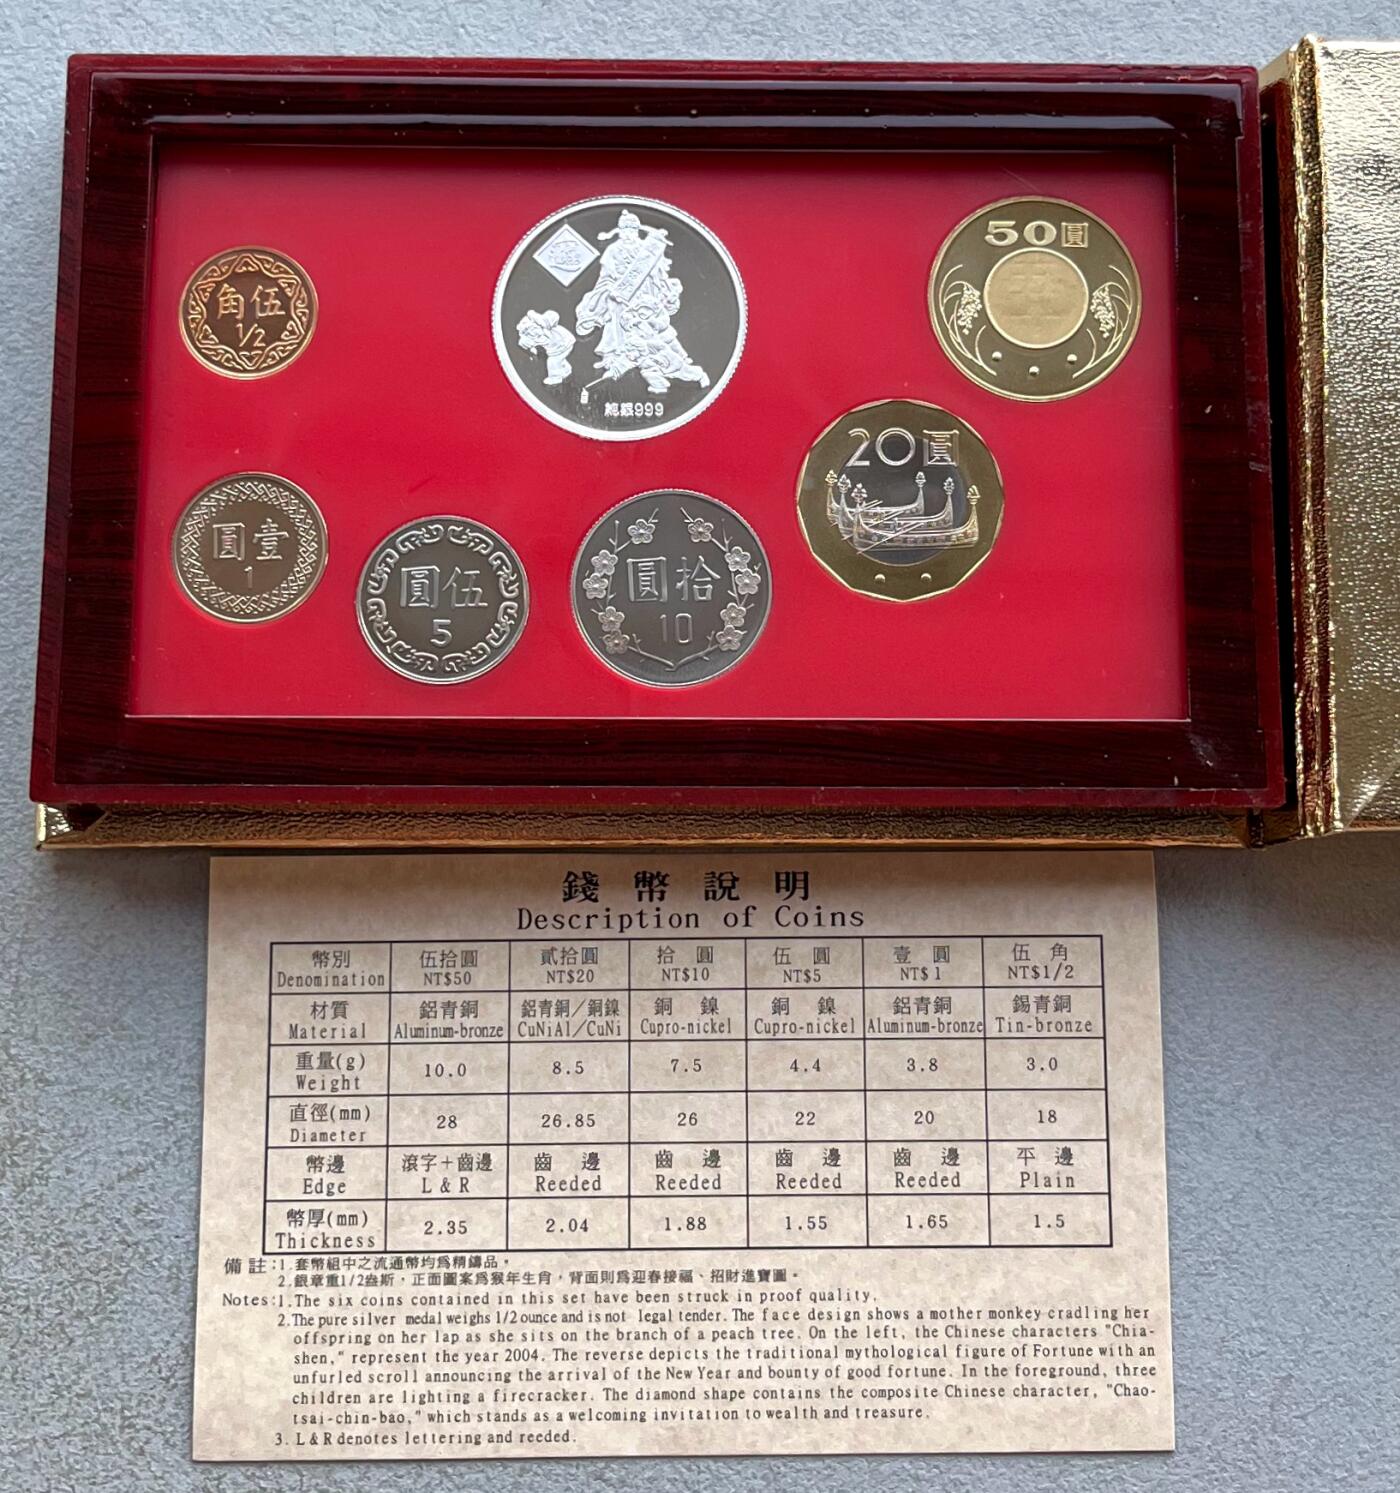 50圓
角伍
1/2
純銀999
20圓
圓壹
1
圓伍
5
圓拾
10
錢幣說明
Description of Coins
幣別 伍拾圓 貳拾圓 拾圓 伍圓 壹圓 伍角
Denomination NT$50 NT$20 NT$10 NT$5 NT$1 NT$1/2
材質 鋁青銅 鋁青銅/銅鎳 銅鎳 銅鎳 鋁青銅 錫青銅
Material Aluminum-bronze CuNiAl/CuNi Cupro-nickel Cupro-nickel Aluminum-bronze Tin-bronze
重量(g)
Weight 10.0 8.5 7.5 4.4 3.8 3.0
直徑(mm)
Diameter 28 26.85 26 22 20 18
幣邊 滾字+齒邊 齒邊 齒邊 齒邊 齒邊 平邊
Edge L & R Reeded Reeded Reeded Reeded Plain
幣厚(mm)
Thickness 2.35 2.04 1.88 1.55 1.65 1.5
備註:1.套幣組中之流通幣均為精鑄品。
2.銀章重1/2盎斯,正面圖案為猴年生肖,背面則為迎春接福、招財進寶圖。
Notes:1.The six coins contained in this set have been struck in proof quality.
2.The pure silver medal weighs 1/2 ounce and is not legal tender. The face design shows a mother monkey cradling her
offspring on her lap as she sits on the branch of a peach tree. On the left, the Chinese characters "Chia-
shen," represent the year 2004. The reverse depicts the traditional mythological figure of Fortune with an
unfurled scroll announcing the arrival of the New Year and bounty of good fortune. In the foreground, three
children are lighting a firecracker. The diamond shape contains the composite Chinese character, "Chao-
tsai-chin-bao," which stands as a welcoming invitation to wealth and treasure.
3. L & R denotes lettering and reeded.